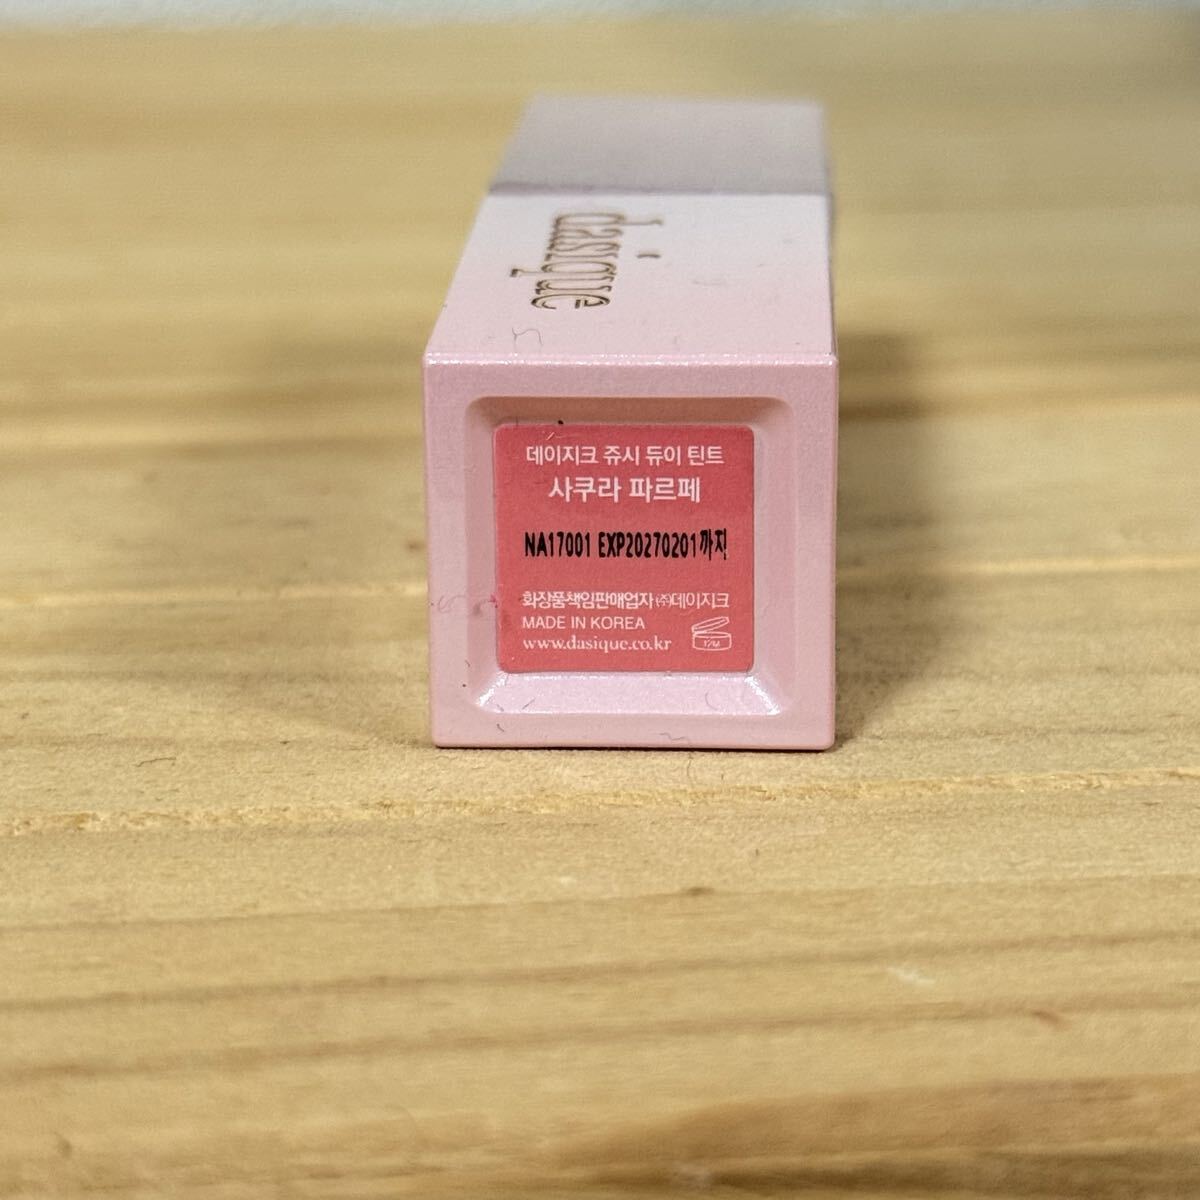 dasique
데이지크 쥬시 듀이 틴트
사쿠라 파르페
NA17001 EXP20270201까지
화장품책임판매업자 ㈜데이지크
MADE IN KOREA
www.dasique.co.kr
12M